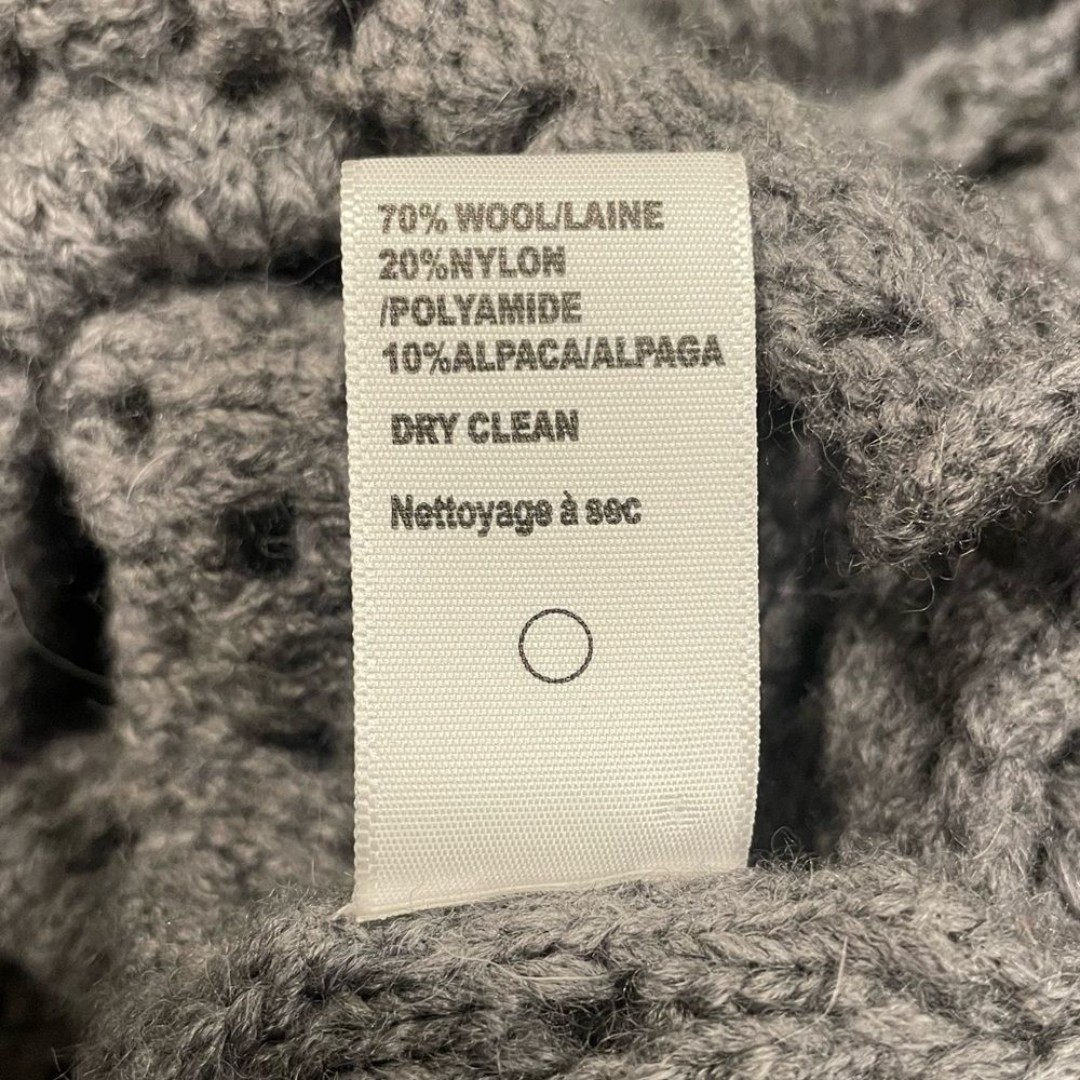 70% WOOL/LAINE
20%NYLON
/POLYAMIDE
10%ALPACA/ALPAGA
DRY CLEAN
Nettoyage à sec